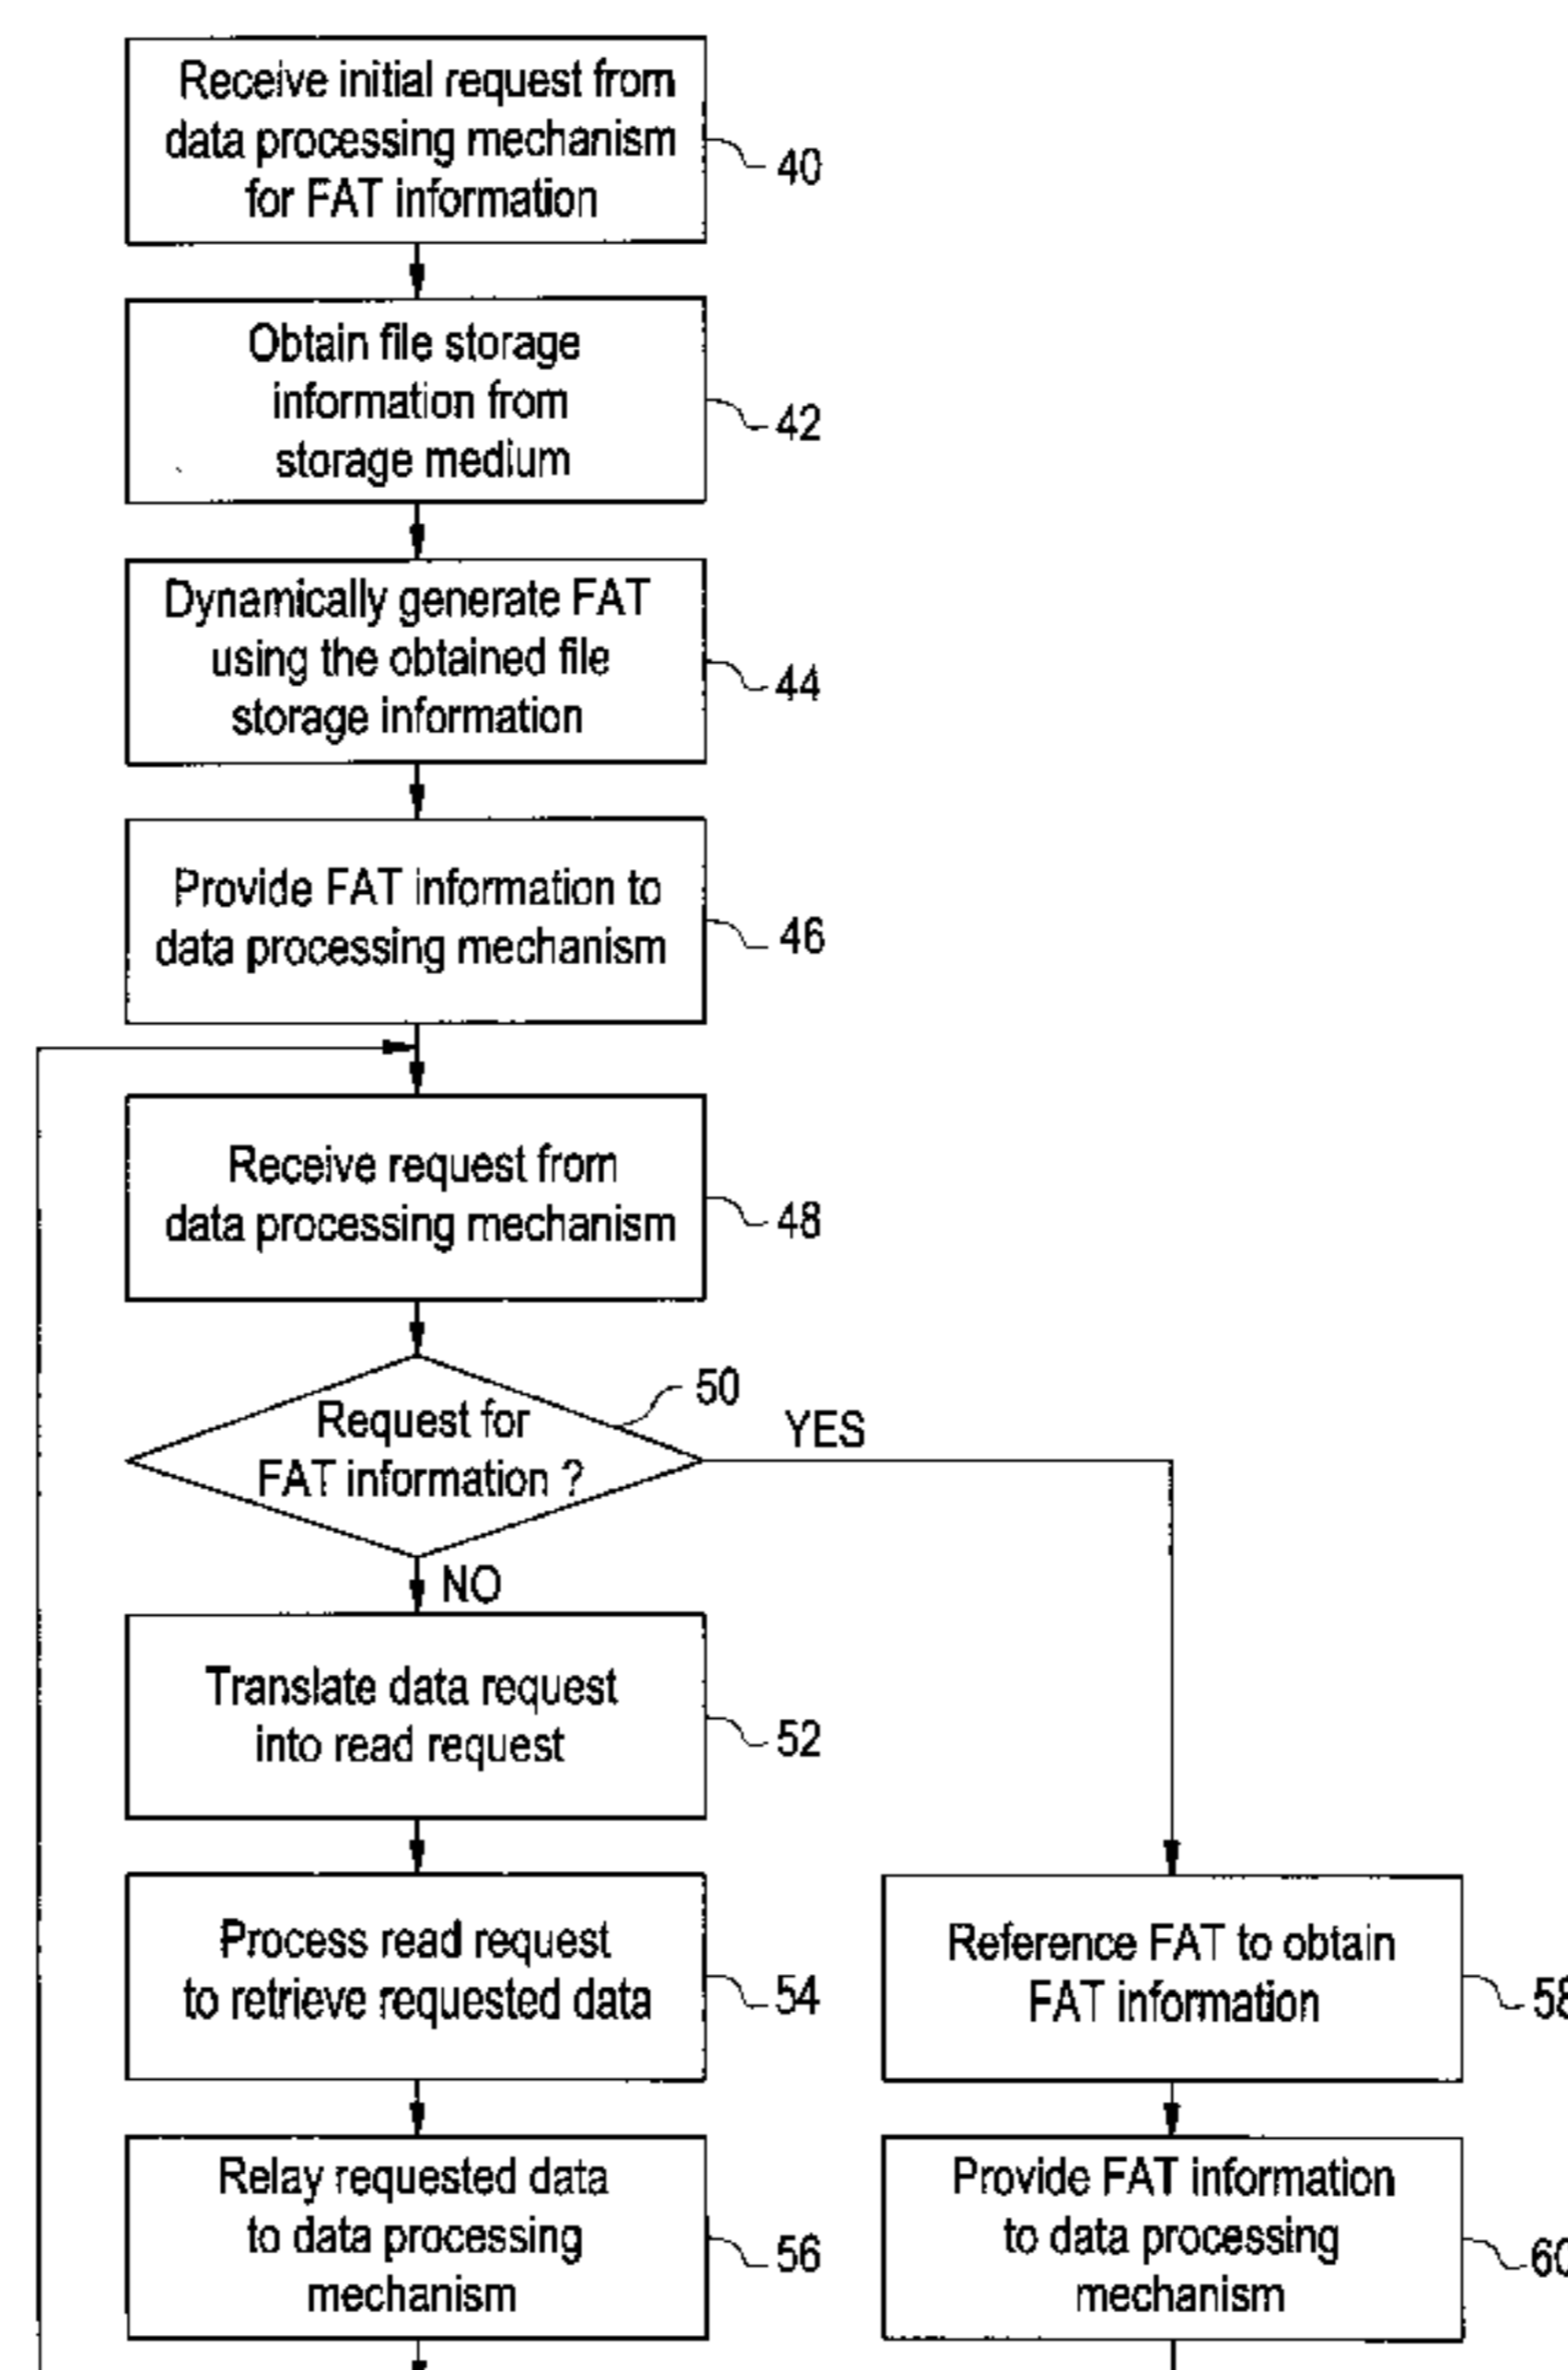 Receive initial request from
data processing mechanism
for FAT information
40
Obtain file storage
information from
storage medium
42
Dynamically generate FAT
using the obtained file
storage information
44
Provide FAT information to
data processing mechanism
46
Receive request from
data processing mechanism
48
Request for
FAT information ?
50
YES
NO
Translate data request
into read request
52
Process read request
to retrieve requested data
54
Reference FAT to obtain
FAT information
58
Relay requested data
to data processing
mechanism
56
Provide FAT information
to data processing
mechanism
60